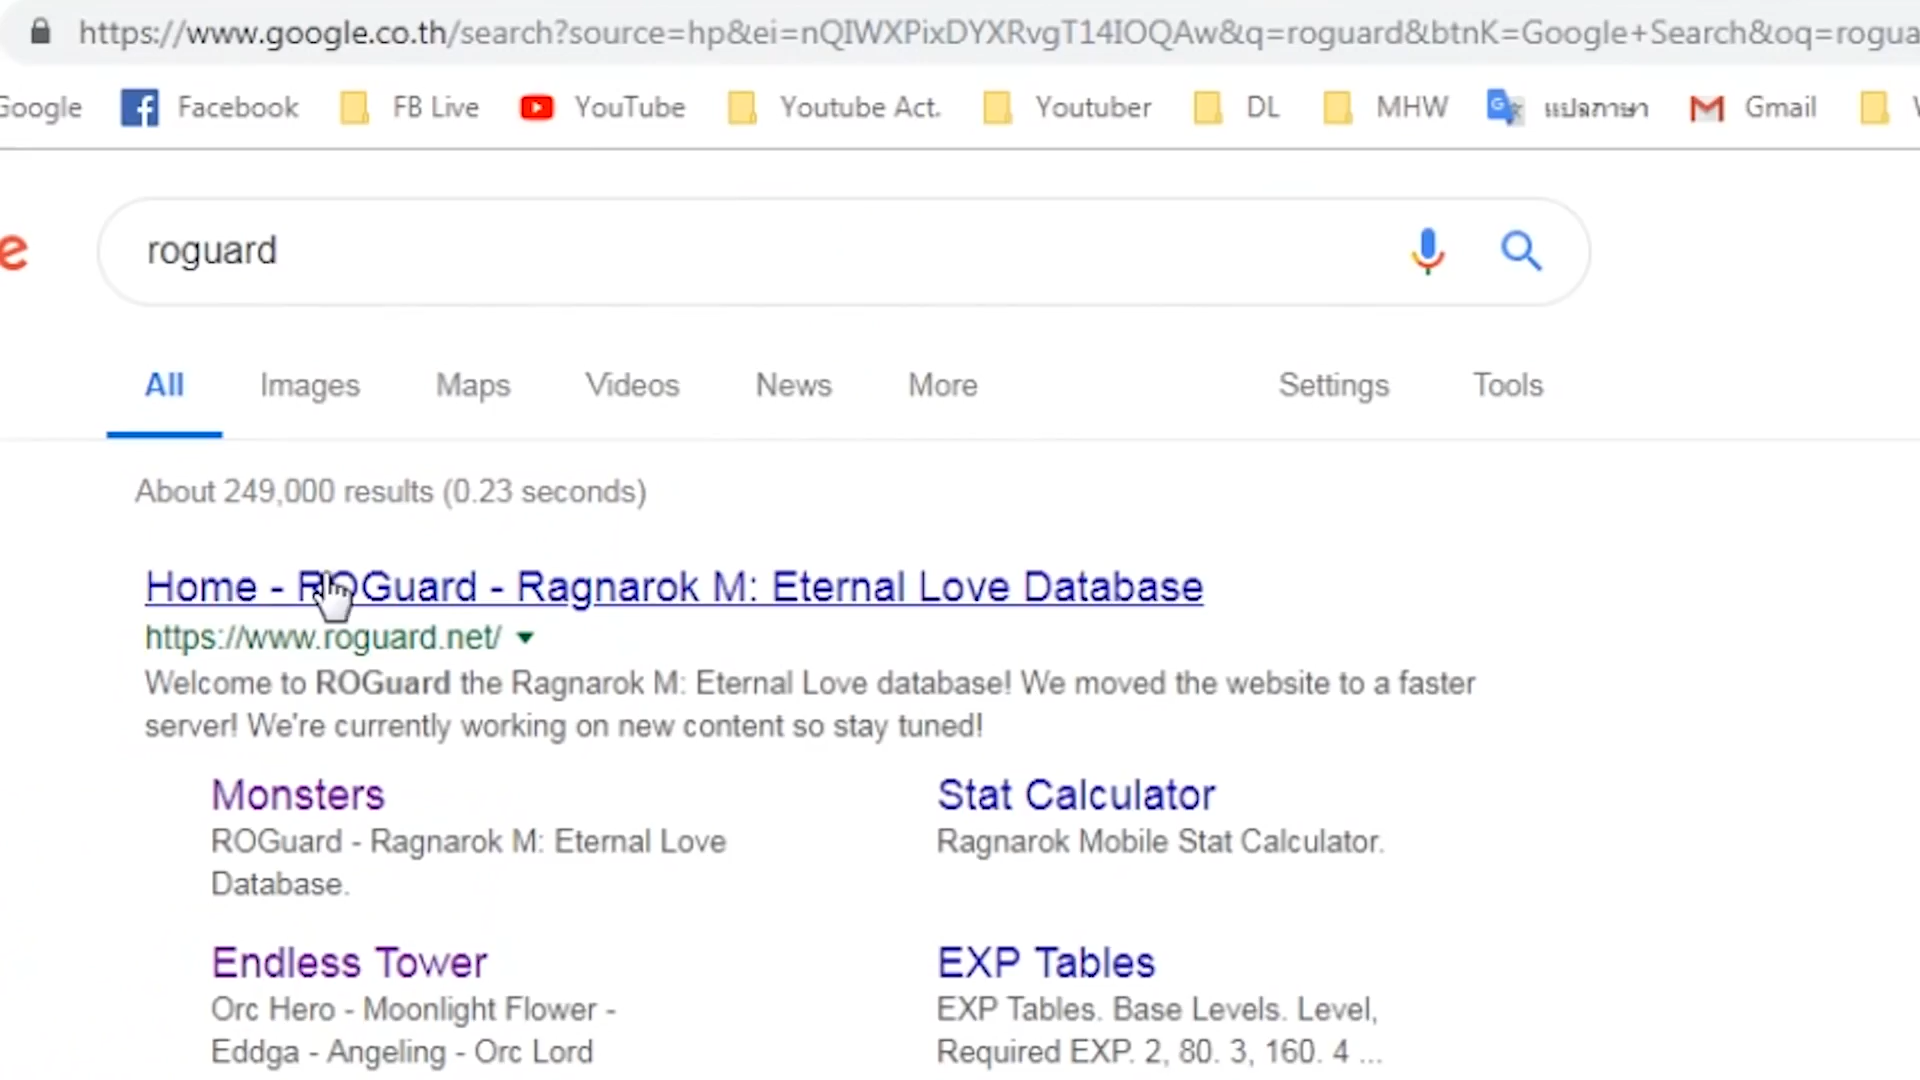 https://www.google.co.th/search?source=hp&ei=nQIWXPixDYXRvgT14IOQAw&q=roguard&btnK=Google+Search&oq=rogua
Google Facebook FB Live YouTube Youtube Act. Youtuber DL MHW แปลภาษา Gmail
e
roguard
All Images Maps Videos News More Settings Tools
About 249,000 results (0.23 seconds)
Home - ROGuard - Ragnarok M: Eternal Love Database
https://www.roguard.net/
Welcome to ROGuard the Ragnarok M: Eternal Love database! We moved the website to a faster
server! We're currently working on new content so stay tuned!
Monsters
ROGuard - Ragnarok M: Eternal Love
Database.
Stat Calculator
Ragnarok Mobile Stat Calculator.
Endless Tower
Orc Hero - Moonlight Flower -
Eddga - Angeling - Orc Lord
EXP Tables
EXP Tables. Base Levels. Level,
Required EXP. 2, 80. 3, 160. 4 ...